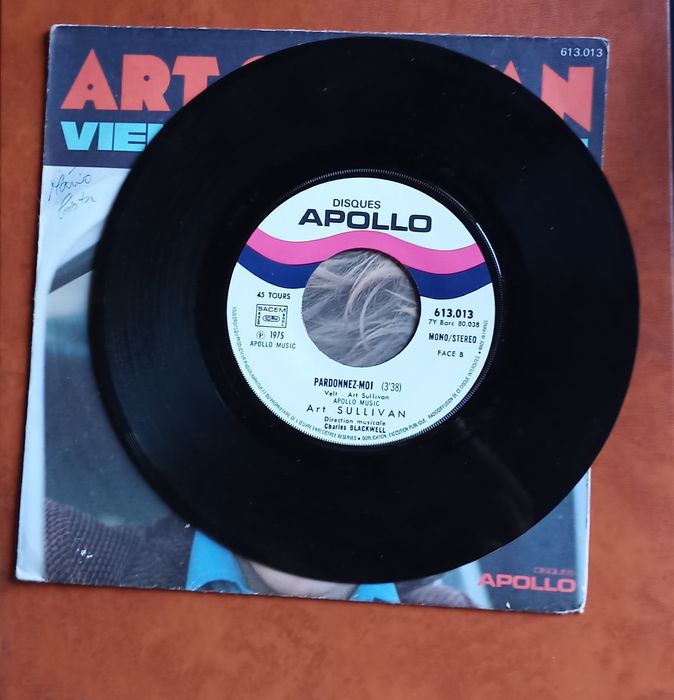 613.013
ART
VIE
DISQUES
APOLLO
45 TOURS
SACEM
℗ 1975
APOLLO MUSIC
613.013
7Y Barc 80.038
MONO/STEREO
FACE B
PARDONNEZ-MOI (3'38)
Velt Art Sullivan
APOLLO MUSIC
Art SULLIVAN
Direction musicale
Charles BLACKWELL
DISQUES
APOLLO